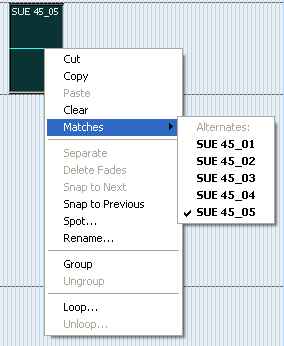 SUE 45_05
Cut
Copy
Paste
Clear
Matches
Separate
Delete Fades
Snap to Next
Snap to Previous
Spot...
Rename...
Group
Ungroup
Loop...
Unloop...
Alternates:
SUE 45_01
SUE 45_02
SUE 45_03
SUE 45_04
SUE 45_05